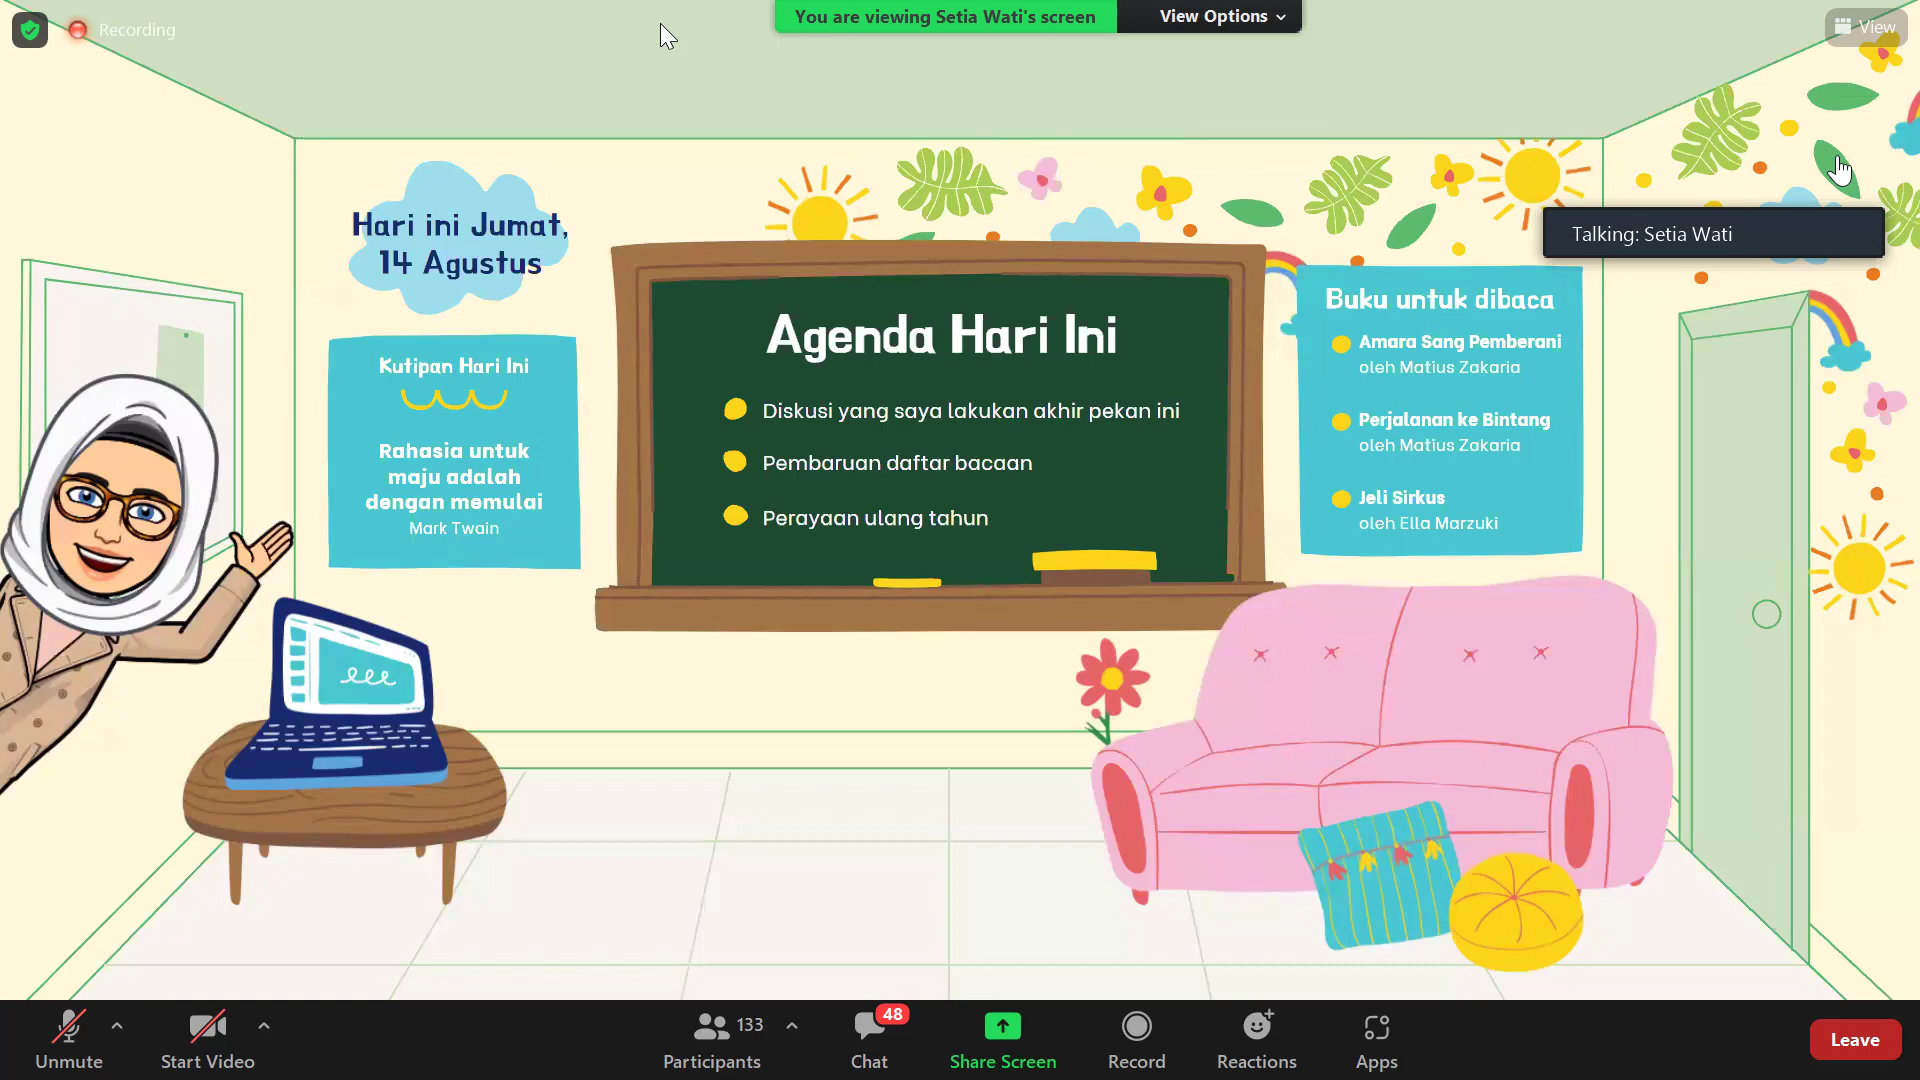 Recording
You are viewing Setia Wati's screen
View Options
View
Talking: Setia Wati
Hari ini Jumat,
14 Agustus
Kutipan Hari Ini
Rahasia untuk
maju adalah
dengan memulai
Mark Twain
Agenda Hari Ini
Diskusi yang saya lakukan akhir pekan ini
Pembaruan daftar bacaan
Perayaan ulang tahun
Buku untuk dibaca
Amara Sang Pemberani
oleh Matius Zakaria
Perjalanan ke Bintang
oleh Matius Zakaria
Jeli Sirkus
oleh Ella Marzuki
Unmute
Start Video
133
Participants
48
Chat
Share Screen
Record
Reactions
Apps
Leave